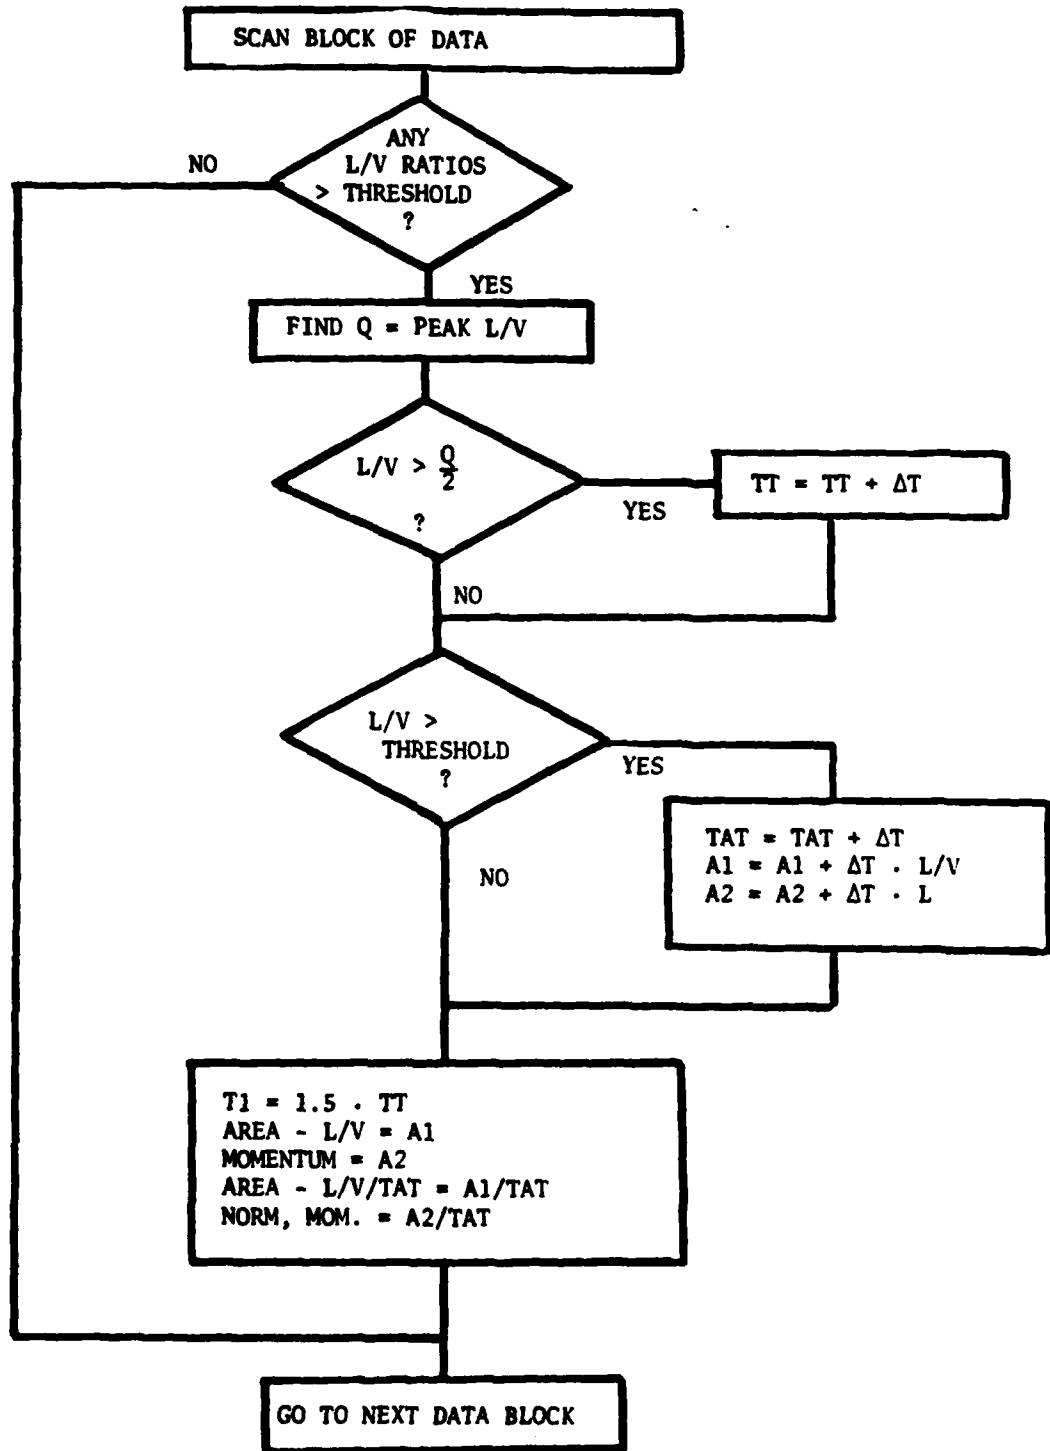 SCAN BLOCK OF DATA
ANY
L/V RATIOS
> THRESHOLD
?
NO
YES
FIND Q = PEAK L/V
L/V > Q/2
?
YES
TT = TT + ΔT
NO
L/V >
THRESHOLD
?
YES
TAT = TAT + ΔT
A1 = A1 + ΔT . L/V
A2 = A2 + ΔT . L
NO
T1 = 1.5 . TT
AREA - L/V = A1
MOMENTUM = A2
AREA - L/V/TAT = A1/TAT
NORM, MOM. = A2/TAT
GO TO NEXT DATA BLOCK